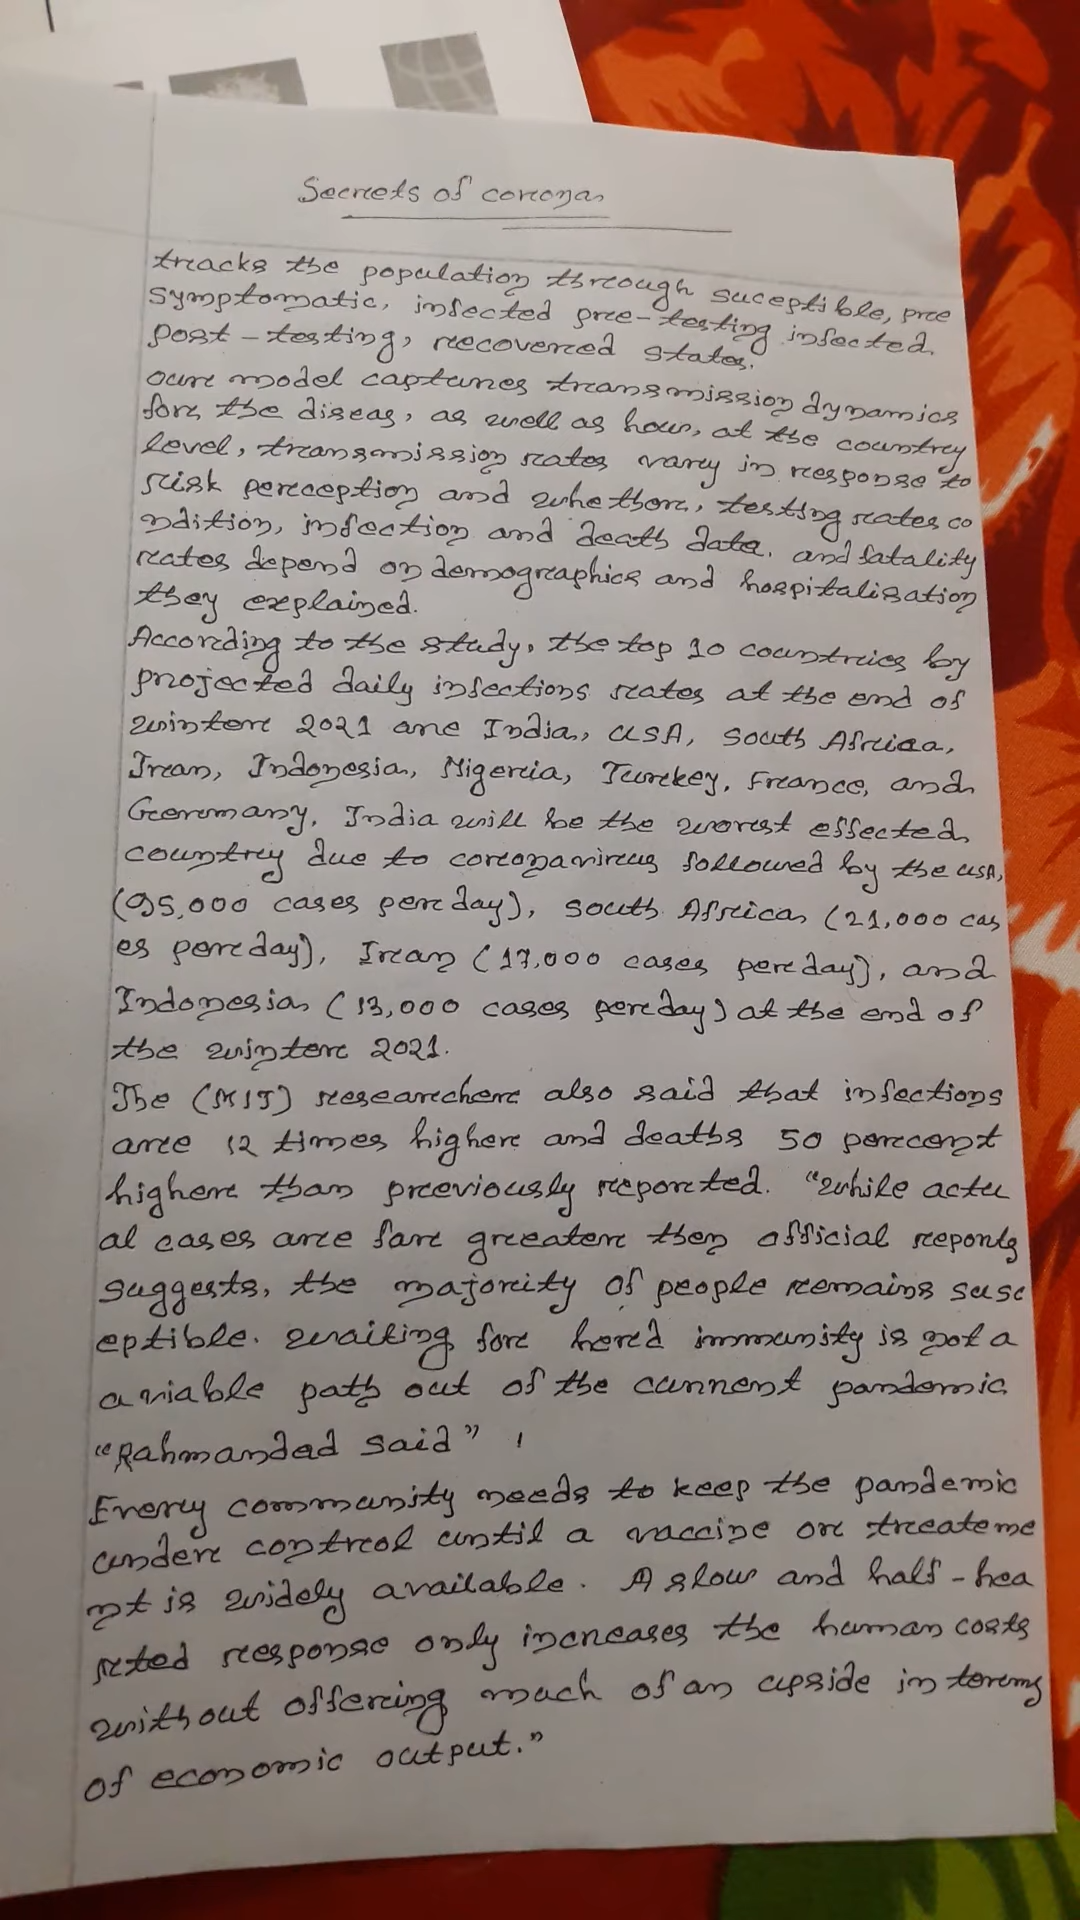 Secrets of corona
tracks the population through suceptible, pre
symptomatic, infected pre-testing infected.
post-testing, recovered states.
our model captures transmission dynamics
for the diseas, as well as how, at the country
level, transmission rates vary in response to
risk perception and whether, testing rates co
ndition, infection and death data. and fatality
rates depend on demographics and hospitalisation
they explained.
According to the study, the top 10 countries by
projected daily infections rates at the end of
winter 2021 are India, USA, South Africa,
Iran, Indonesia, Nigeria, Turkey, France, and
Germany. India will be the worst effected
country due to coronavirus followed by the USA,
(95,000 cases per day), South Africa (21,000 cas
es per day), Iran (17,000 cases per day), and
Indonesia (13,000 cases per day) at the end of
the winter 2021.
The (MIT) researcher also said that infections
are 12 times higher and deaths 50 percent
higher than previously reported. "while actu
al cases are far greater then official reports
suggests, the majority of people remains susc
eptible. waiting for herd immunity is not a
a viable path out of the current pandemic
"Rahmandad said" .
Every community needs to keep the pandemic
under control until a vaccine or treateme
nt is widely available. A slow and half-hea
rted response only increases the human costs
without offering much of an upside in terms
of economic output."